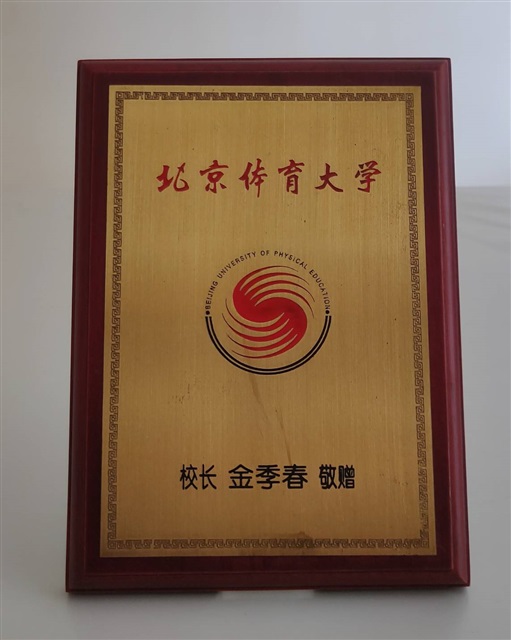 北京体育大学
BEIJING UNIVERSITY OF PHYSICAL EDUCATION
校长 金季春 敬赠